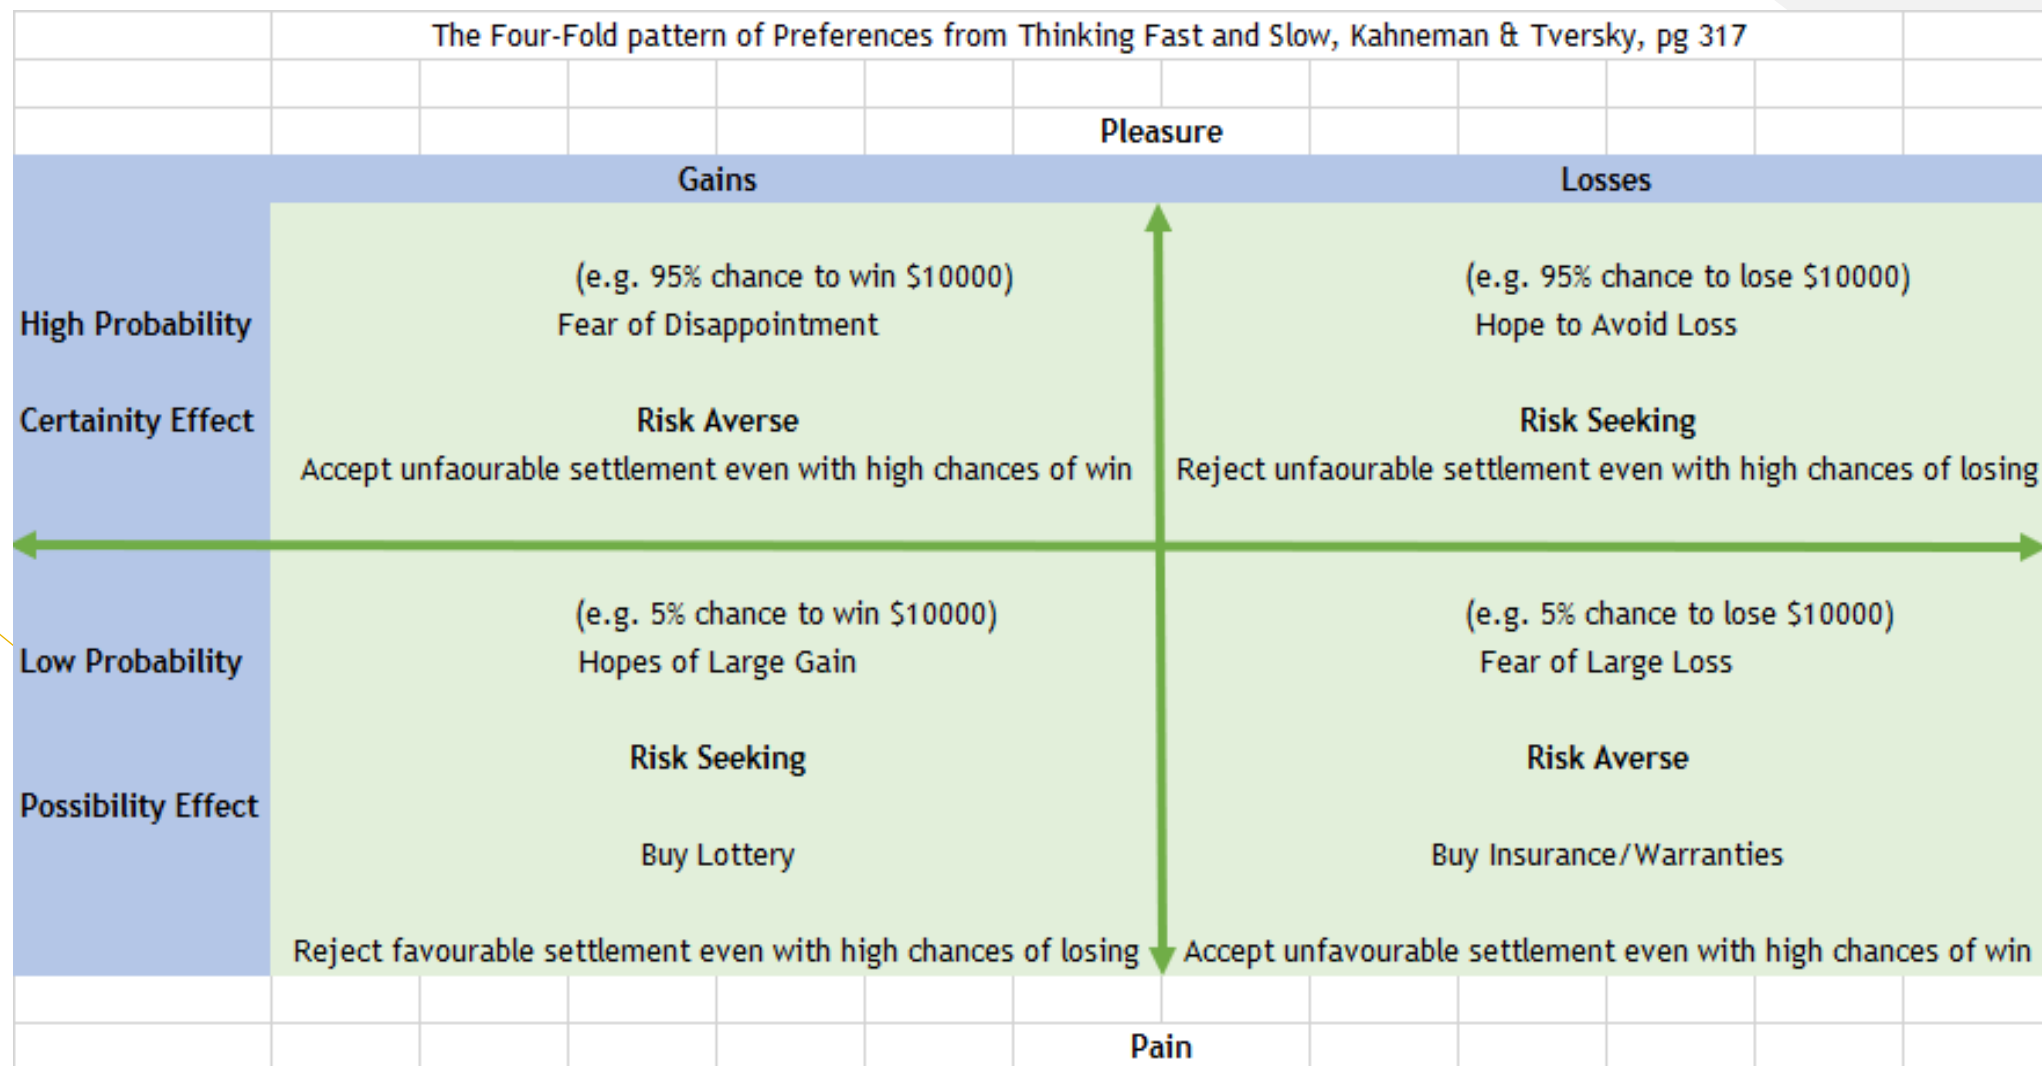 The Four-Fold pattern of Preferences from Thinking Fast and Slow, Kahneman & Tversky, pg 317
Pleasure
Gains Losses
(e.g. 95% chance to win $10000) (e.g. 95% chance to lose $10000)
High Probability Fear of Disappointment Hope to Avoid Loss
Certainity Effect Risk Averse Risk Seeking
Accept unfaourable settlement even with high chances of win Reject unfaourable settlement even with high chances of losing
(e.g. 5% chance to win $10000) (e.g. 5% chance to lose $10000)
Low Probability Hopes of Large Gain Fear of Large Loss
Risk Seeking Risk Averse
Possibility Effect
Buy Lottery Buy Insurance/Warranties
Reject favourable settlement even with high chances of losing Accept unfavourable settlement even with high chances of win
Pain